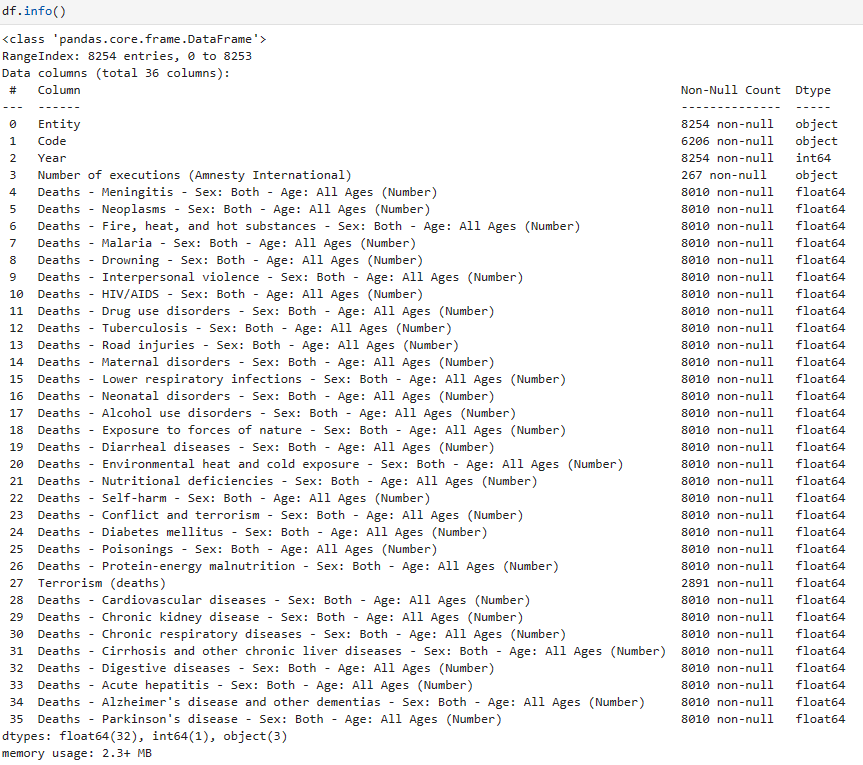 df.info()
<class 'pandas.core.frame.DataFrame'>
RangeIndex: 8254 entries, 0 to 8253
Data columns (total 36 columns):
 #   Column                                                                                    Non-Null Count  Dtype
---  ------                                                                                    --------------  -----
 0   Entity                                                                                    8254 non-null   object
 1   Code                                                                                      6206 non-null   object
 2   Year                                                                                      8254 non-null   int64
 3   Number of executions (Amnesty International)                                              267 non-null    object
 4   Deaths - Meningitis - Sex: Both - Age: All Ages (Number)                                  8010 non-null   float64
 5   Deaths - Neoplasms - Sex: Both - Age: All Ages (Number)                                   8010 non-null   float64
 6   Deaths - Fire, heat, and hot substances - Sex: Both - Age: All Ages (Number)              8010 non-null   float64
 7   Deaths - Malaria - Sex: Both - Age: All Ages (Number)                                     8010 non-null   float64
 8   Deaths - Drowning - Sex: Both - Age: All Ages (Number)                                    8010 non-null   float64
 9   Deaths - Interpersonal violence - Sex: Both - Age: All Ages (Number)                      8010 non-null   float64
 10  Deaths - HIV/AIDS - Sex: Both - Age: All Ages (Number)                                    8010 non-null   float64
 11  Deaths - Drug use disorders - Sex: Both - Age: All Ages (Number)                          8010 non-null   float64
 12  Deaths - Tuberculosis - Sex: Both - Age: All Ages (Number)                                8010 non-null   float64
 13  Deaths - Road injuries - Sex: Both - Age: All Ages (Number)                               8010 non-null   float64
 14  Deaths - Maternal disorders - Sex: Both - Age: All Ages (Number)                          8010 non-null   float64
 15  Deaths - Lower respiratory infections - Sex: Both - Age: All Ages (Number)                8010 non-null   float64
 16  Deaths - Neonatal disorders - Sex: Both - Age: All Ages (Number)                          8010 non-null   float64
 17  Deaths - Alcohol use disorders - Sex: Both - Age: All Ages (Number)                       8010 non-null   float64
 18  Deaths - Exposure to forces of nature - Sex: Both - Age: All Ages (Number)                8010 non-null   float64
 19  Deaths - Diarrheal diseases - Sex: Both - Age: All Ages (Number)                          8010 non-null   float64
 20  Deaths - Environmental heat and cold exposure - Sex: Both - Age: All Ages (Number)        8010 non-null   float64
 21  Deaths - Nutritional deficiencies - Sex: Both - Age: All Ages (Number)                    8010 non-null   float64
 22  Deaths - Self-harm - Sex: Both - Age: All Ages (Number)                                   8010 non-null   float64
 23  Deaths - Conflict and terrorism - Sex: Both - Age: All Ages (Number)                      8010 non-null   float64
 24  Deaths - Diabetes mellitus - Sex: Both - Age: All Ages (Number)                           8010 non-null   float64
 25  Deaths - Poisonings - Sex: Both - Age: All Ages (Number)                                  8010 non-null   float64
 26  Deaths - Protein-energy malnutrition - Sex: Both - Age: All Ages (Number)                 8010 non-null   float64
 27  Terrorism (deaths)                                                                        2891 non-null   float64
 28  Deaths - Cardiovascular diseases - Sex: Both - Age: All Ages (Number)                     8010 non-null   float64
 29  Deaths - Chronic kidney disease - Sex: Both - Age: All Ages (Number)                      8010 non-null   float64
 30  Deaths - Chronic respiratory diseases - Sex: Both - Age: All Ages (Number)                8010 non-null   float64
 31  Deaths - Cirrhosis and other chronic liver diseases - Sex: Both - Age: All Ages (Number)  8010 non-null   float64
 32  Deaths - Digestive diseases - Sex: Both - Age: All Ages (Number)                          8010 non-null   float64
 33  Deaths - Acute hepatitis - Sex: Both - Age: All Ages (Number)                             8010 non-null   float64
 34  Deaths - Alzheimer's disease and other dementias - Sex: Both - Age: All Ages (Number)     8010 non-null   float64
 35  Deaths - Parkinson's disease - Sex: Both - Age: All Ages (Number)                         8010 non-null   float64
dtypes: float64(32), int64(1), object(3)
memory usage: 2.3+ MB